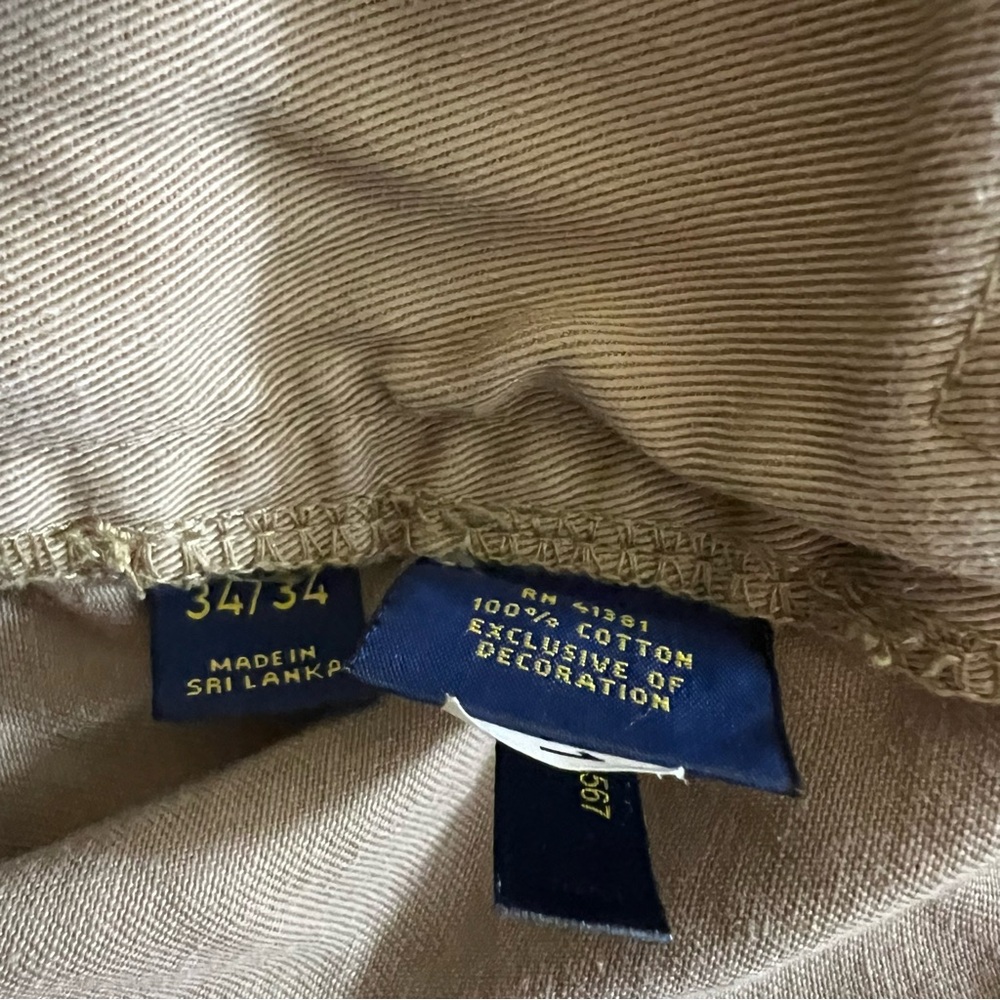 34/34
MADE IN
SRI LANKA
RN 41381
100% COTTON
EXCLUSIVE OF
DECORATION
567